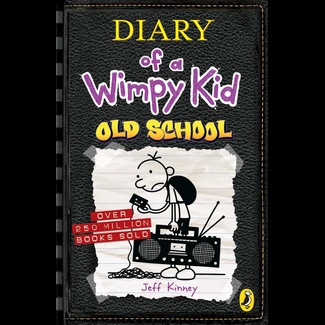 DIARY
of a
Wimpy Kid
OLD SCHOOL
OVER
250 MILLION
BOOKS SOLD
Jeff Kinney